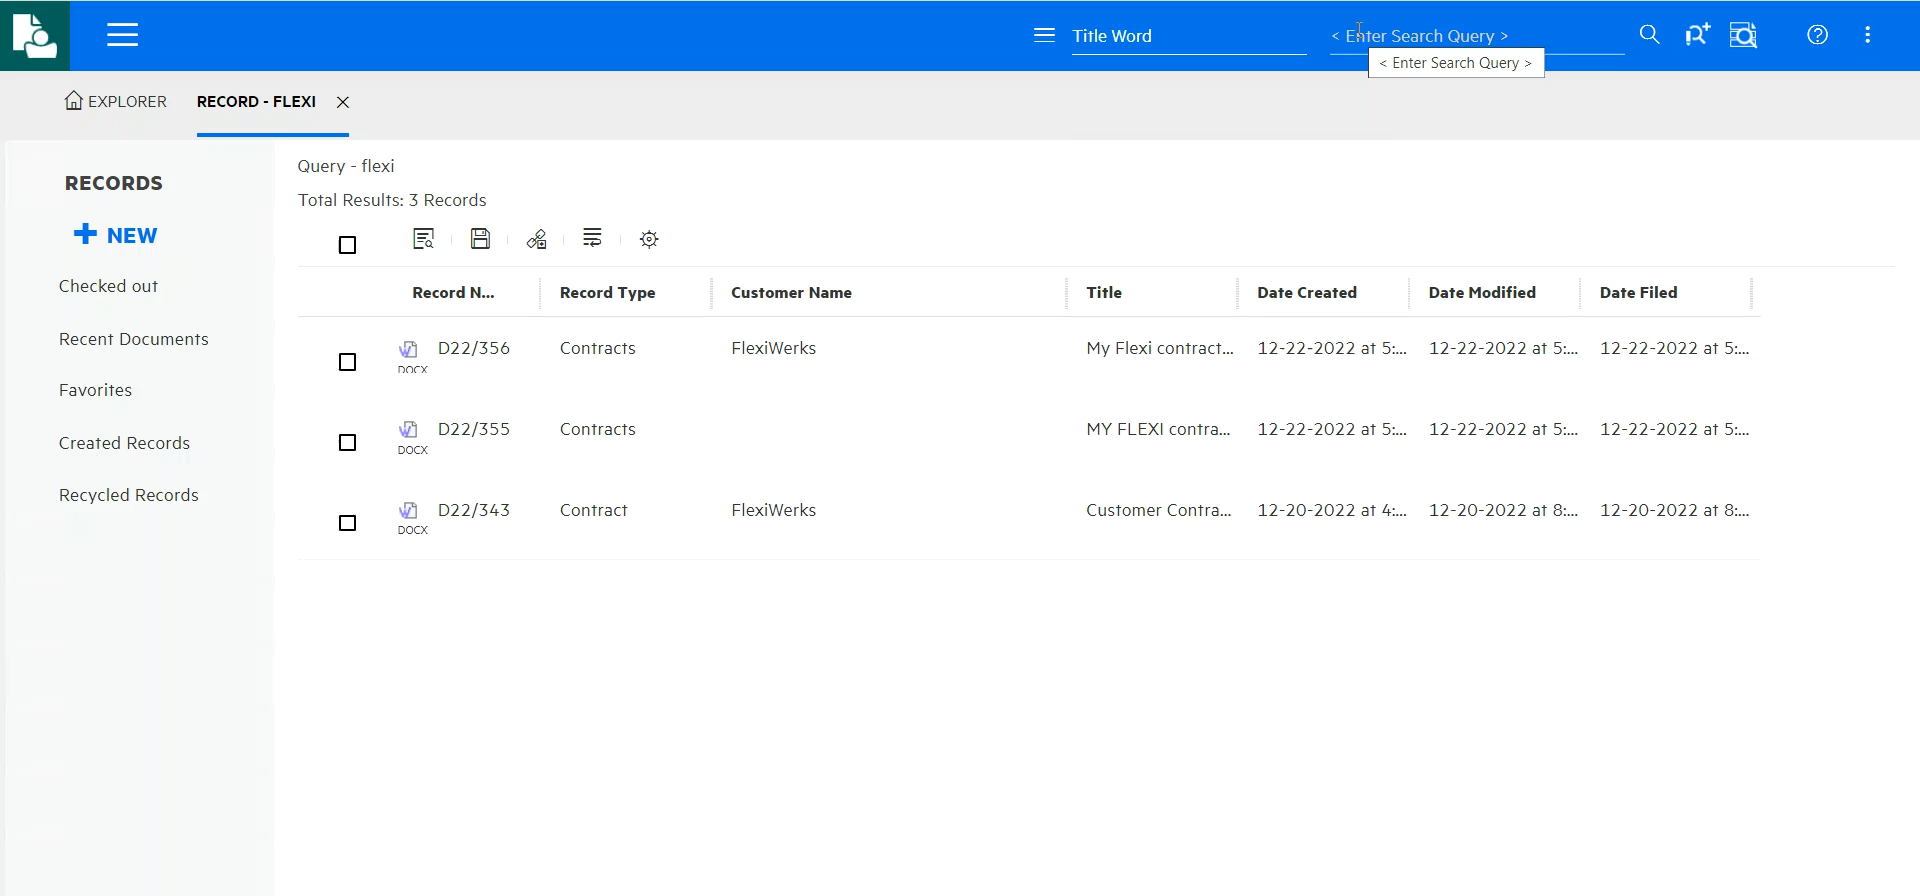 Title Word
< Enter Search Query >
< Enter Search Query >
EXPLORER
RECORD - FLEXI
RECORDS
NEW
Checked out
Recent Documents
Favorites
Created Records
Recycled Records
Query - flexi
Total Results: 3 Records
Record N... Record Type Customer Name Title Date Created Date Modified Date Filed
DOCX D22/356 Contracts FlexiWerks My Flexi contract... 12-22-2022 at 5:... 12-22-2022 at 5:... 12-22-2022 at 5:...
DOCX D22/355 Contracts MY FLEXI contra... 12-22-2022 at 5:... 12-22-2022 at 5:... 12-22-2022 at 5:...
DOCX D22/343 Contract FlexiWerks Customer Contra... 12-20-2022 at 4:... 12-20-2022 at 8:... 12-20-2022 at 8:...